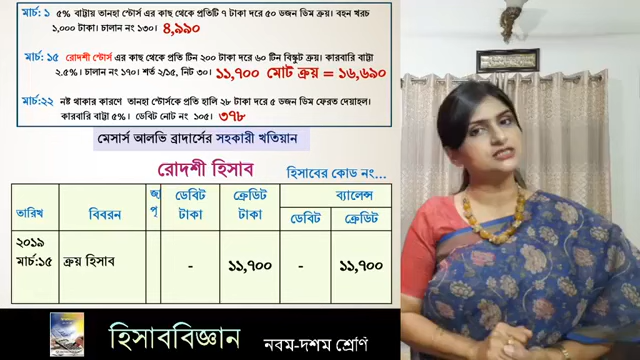 মার্চ: ১ ৫% বাট্টায় তানহা স্টোর্স এর কাছ থেকে প্রতিটি ৭ টাকা দরে ৫০ ডজন ডিম ক্রয়। বহন খরচ
১,০০০ টাকা। চালান নং ১৩০। ৪,৯৯০
মার্চ: ১৫ রোদশী স্টোর্স এর কাছ থেকে প্রতি টিন ২০০ টাকা দরে ৬০ টিন বিস্কুট ক্রয়। কারবারি বাট্টা
২.৫%। চালান নং ১৭০। শর্ত ২/১৫, নিট ৩০। ১১,৭০০ মোট ক্রয় = ১৬,৬৯০
মার্চ:২২ নষ্ট থাকার কারণে তানহা স্টোর্সকে প্রতি হালি ২৮ টাকা দরে ৫ ডজন ডিম ফেরত দেয়াহল।
কারবারি বাট্টা ৫%। ডেবিট নোট নং ১০৫। ৩৭৮
মেসার্স আলভি ব্রাদার্সের সহকারী খতিয়ান
রোদশী হিসাব হিসাবের কোড নং...
তারিখ বিবরন জা পৃ ডেবিট টাকা ক্রেডিট টাকা ব্যালেন্স
ডেবিট ক্রেডিট
২০১৯
মার্চ:১৫ ক্রয় হিসাব - ১১,৭০০ - ১১,৭০০
হিসাববিজ্ঞান নবম-দশম শ্রেণি